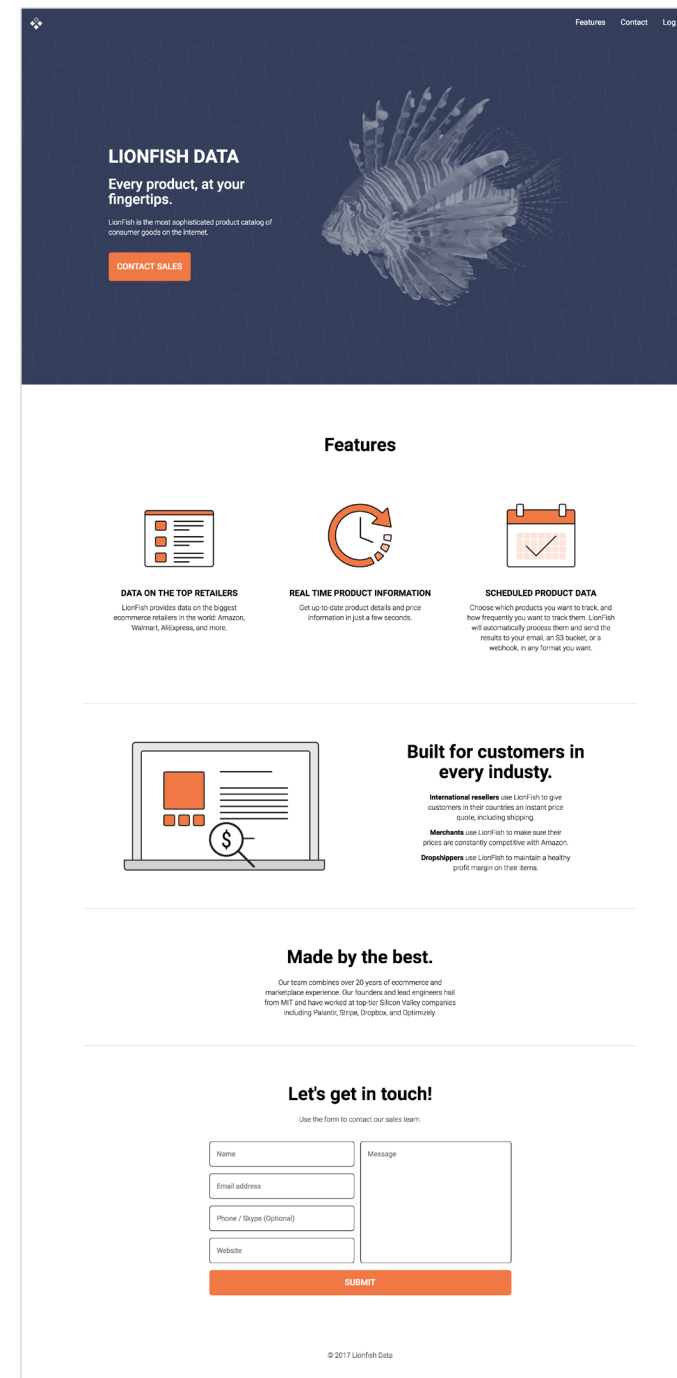 Features Contact Log
LIONFISH DATA
Every product, at your
fingertips.
LionFish is the most sophisticated product catalog of
consumer goods on the internet.
CONTACT SALES
Features
DATA ON THE TOP RETAILERS
LionFish provides data on the biggest
ecommerce retailers in the world: Amazon,
Walmart, AliExpress, and more.
REAL TIME PRODUCT INFORMATION
Get up-to-date product details and price
information in just a few seconds.
SCHEDULED PRODUCT DATA
Choose which products you want to track, and
how frequently you want to track them. LionFish
will automatically process them and send the
results to your email, an S3 bucket, or a
webhook, in any format you want.
$
Built for customers in
every industy.
International resellers use LionFish to give
customers in their countries an instant price
quote, including shipping.
Merchants use LionFish to make sure their
prices are constantly competitive with Amazon.
Dropshippers use LionFish to maintain a healthy
profit margin on their items.
Made by the best.
Our team combines over 20 years of ecommerce and
marketplace experience. Our founders and lead engineers hail
from MIT and have worked at top-tier Silicon Valley companies
including Palantir, Stripe, Dropbox, and Optimizely.
Let's get in touch!
Use the form to contact our sales team.
Name
Email address
Phone / Skype (Optional)
Website
Message
SUBMIT
© 2017 Lionfish Data